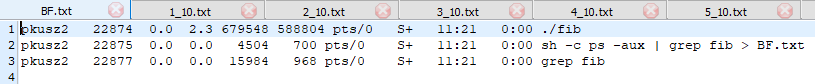 BF.txt 1_10.txt 2_10.txt 3_10.txt 4_10.txt 5_10.txt
1 pkusz2 22874 0.0 2.3 679548 588804 pts/0 S+ 11:21 0:00 ./fib
2 pkusz2 22875 0.0 0.0 4504 700 pts/0 S+ 11:21 0:00 sh -c ps -aux | grep fib > BF.txt
3 pkusz2 22877 0.0 0.0 15984 968 pts/0 S+ 11:21 0:00 grep fib
4